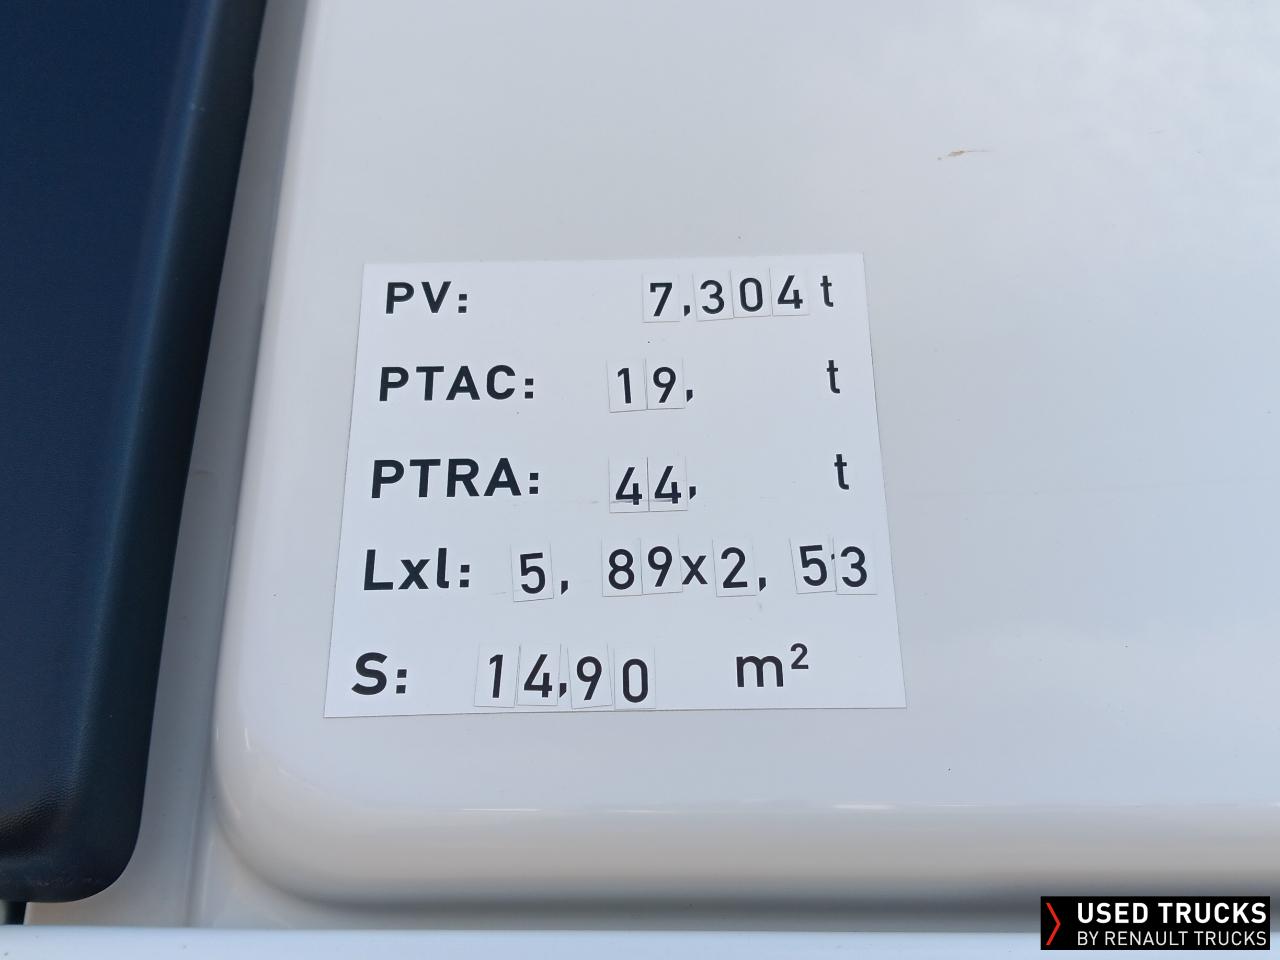 PV: 7,304 t
PTAC: 19, t
PTRA: 44, t
Lxl: 5, 89x2, 53
S: 14,90 m²
USED TRUCKS
BY RENAULT TRUCKS